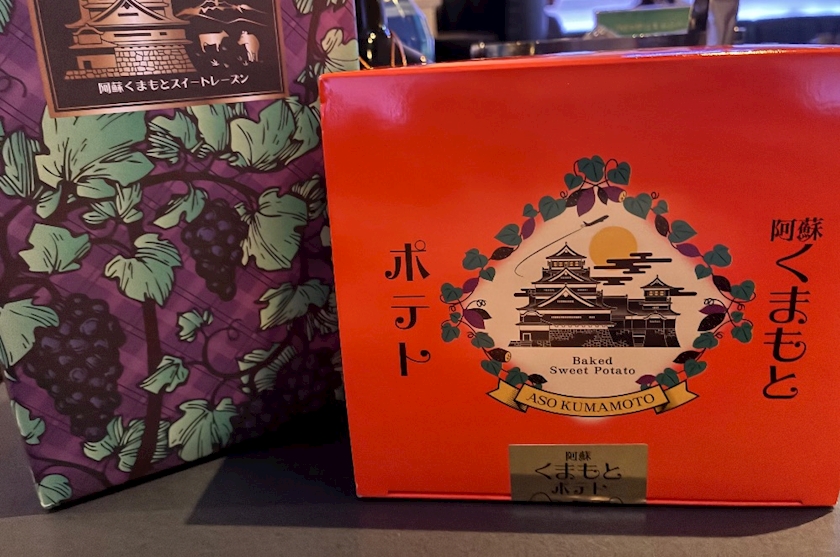 阿蘇くまもとスイートレーズン
阿蘇
くまもと
ポテト
Baked
Sweet Potato
ASO KUMAMOTO
阿蘇
くまもと
ポテト